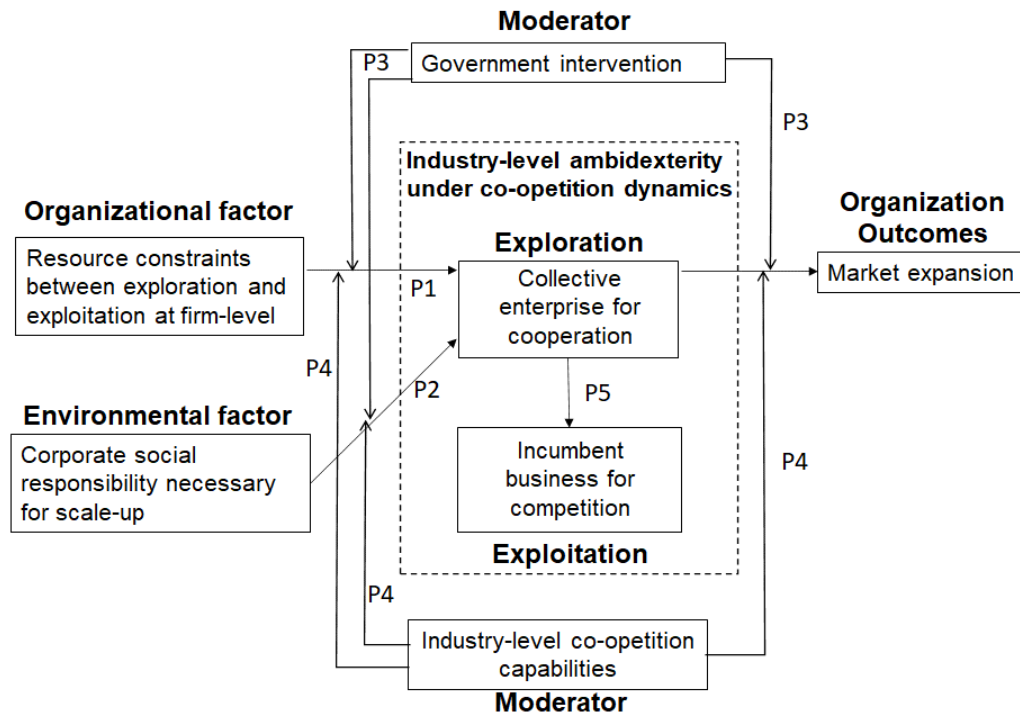 Moderator
Government intervention
P3
P3
Industry-level ambidexterity
under co-opetition dynamics
Organizational factor
Resource constraints
between exploration and
exploitation at firm-level
P1
Exploration
Collective
enterprise for
cooperation
Organization
Outcomes
Market expansion
P4
P2
P5
Environmental factor
Corporate social
responsibility necessary
for scale-up
Incumbent
business for
competition
Exploitation
P4
P4
Industry-level co-opetition
capabilities
Moderator